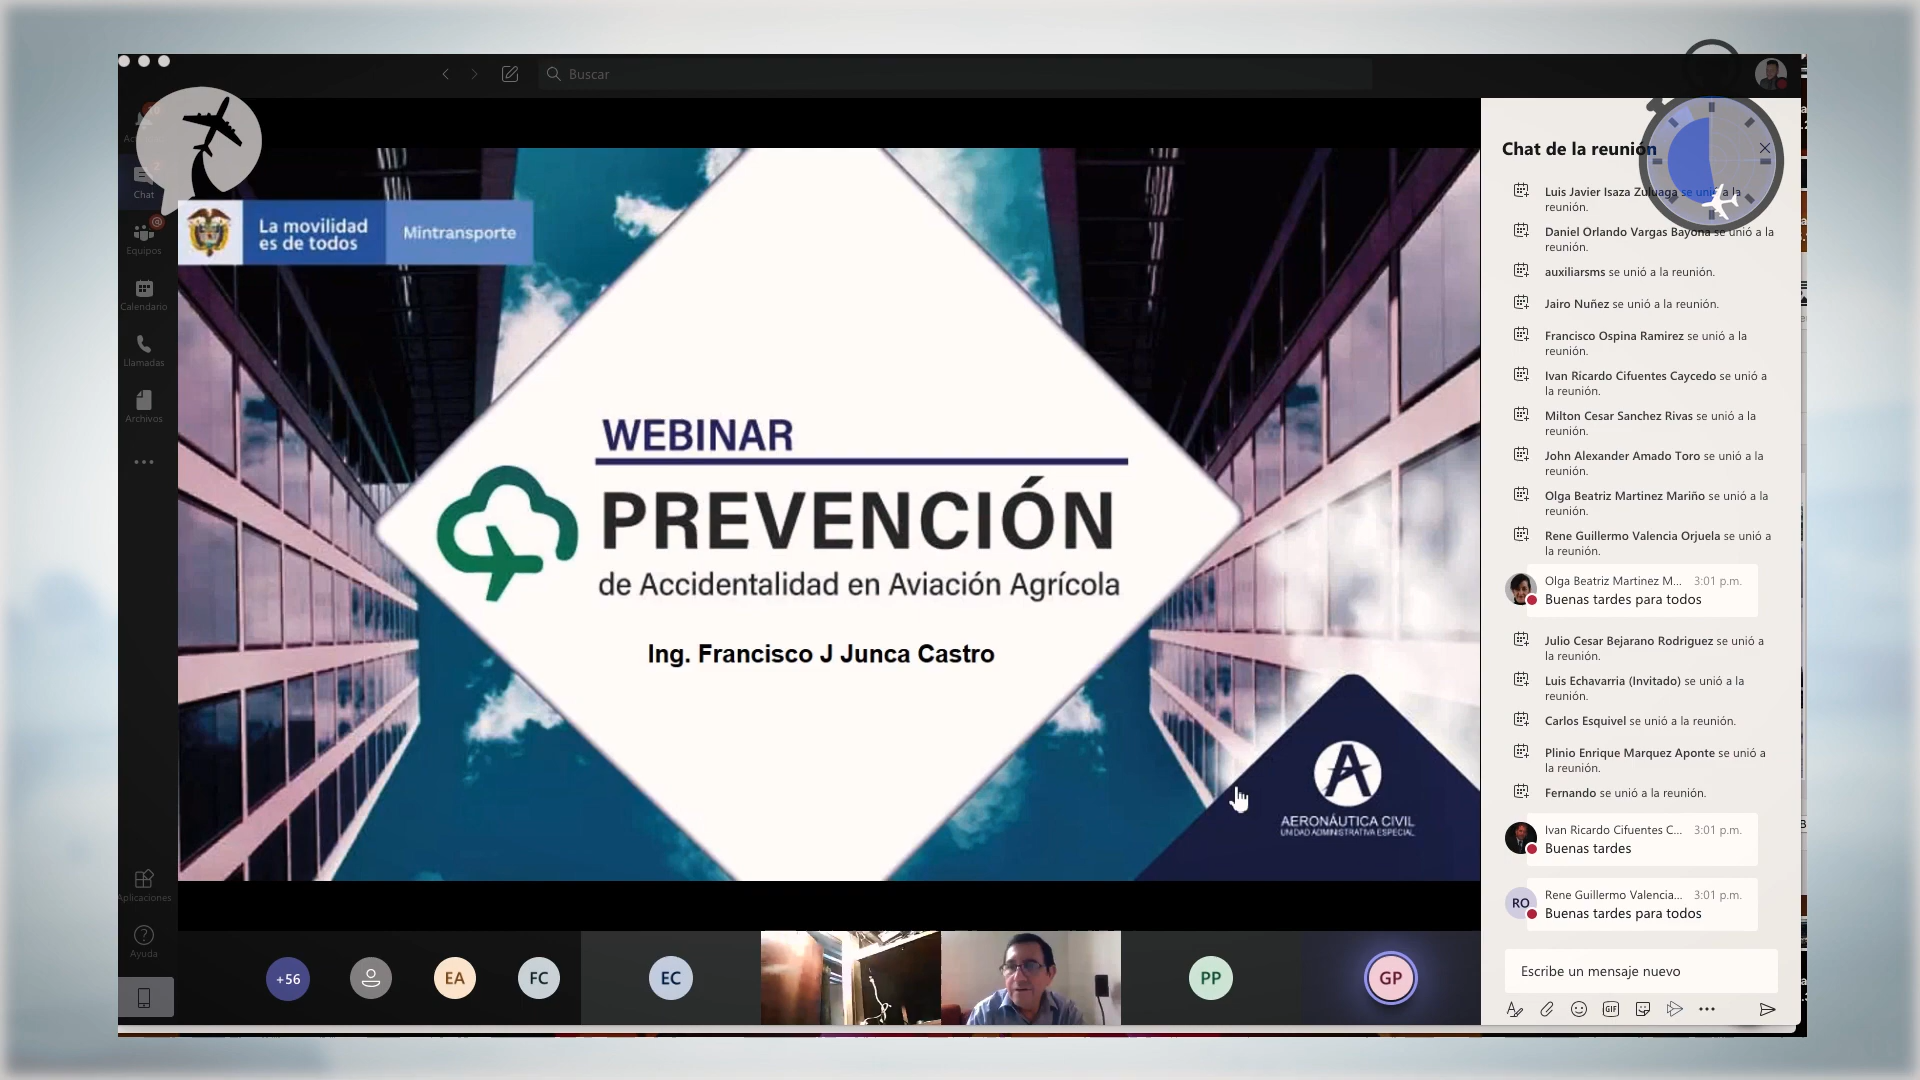 Buscar
Chat
Equipos
Calendario
Llamadas
Archivos
Aplicaciones
Ayuda
La movilidad
es de todos
Mintransporte
WEBINAR
PREVENCIÓN
de Accidentalidad en Aviación Agrícola
Ing. Francisco J Junca Castro
AERONÁUTICA CIVIL
UNIDAD ADMINISTRATIVA ESPECIAL
+56
EA
FC
EC
PP
GP
Chat de la reunión
Luis Javier Isaza Zuluaga se unió a la
reunión.
Daniel Orlando Vargas Bayona se unió a la
reunión.
auxiliarsms se unió a la reunión.
Jairo Nuñez se unió a la reunión.
Francisco Ospina Ramirez se unió a la
reunión.
Ivan Ricardo Cifuentes Caycedo se unió a
la reunión.
Milton Cesar Sanchez Rivas se unió a la
reunión.
John Alexander Amado Toro se unió a la
reunión.
Olga Beatriz Martinez Mariño se unió a la
reunión.
Rene Guillermo Valencia Orjuela se unió a
la reunión.
Olga Beatriz Martinez M... 3:01 p.m.
Buenas tardes para todos
Julio Cesar Bejarano Rodriguez se unió a
la reunión.
Luis Echavarria (Invitado) se unió a la
reunión.
Carlos Esquivel se unió a la reunión.
Plinio Enrique Marquez Aponte se unió a
la reunión.
Fernando se unió a la reunión.
Ivan Ricardo Cifuentes C... 3:01 p.m.
Buenas tardes
RO
Rene Guillermo Valencia... 3:01 p.m.
Buenas tardes para todos
Escribe un mensaje nuevo
GIF